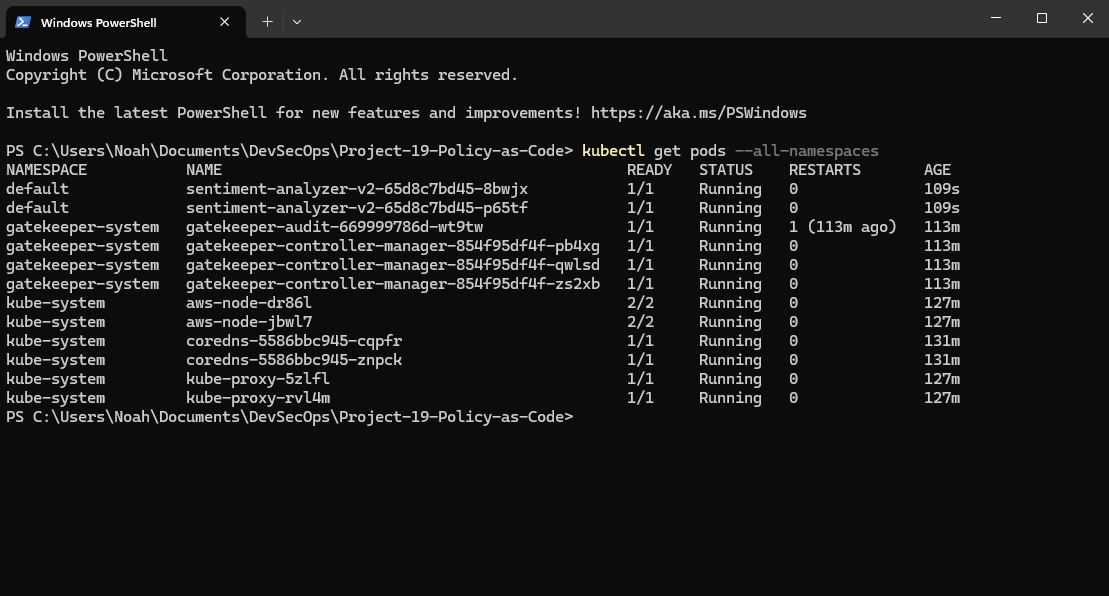 Windows PowerShell
Windows PowerShell
Copyright (C) Microsoft Corporation. All rights reserved.
Install the latest PowerShell for new features and improvements! https://aka.ms/PSWindows
PS C:\Users\Noah\Documents\DevSecOps\Project-19-Policy-as-Code> kubectl get pods --all-namespaces
NAMESPACE NAME READY STATUS RESTARTS AGE
default sentiment-analyzer-v2-65d8c7bd45-8bwjx 1/1 Running 0 109s
default sentiment-analyzer-v2-65d8c7bd45-p65tf 1/1 Running 0 109s
gatekeeper-system gatekeeper-audit-669999786d-wt9tw 1/1 Running 1 (113m ago) 113m
gatekeeper-system gatekeeper-controller-manager-854f95df4f-pb4xg 1/1 Running 0 113m
gatekeeper-system gatekeeper-controller-manager-854f95df4f-qwlsd 1/1 Running 0 113m
gatekeeper-system gatekeeper-controller-manager-854f95df4f-zs2xb 1/1 Running 0 113m
kube-system aws-node-dr86l 2/2 Running 0 127m
kube-system aws-node-jbwl7 2/2 Running 0 127m
kube-system coredns-5586bbc945-cqpfr 1/1 Running 0 131m
kube-system coredns-5586bbc945-znpck 1/1 Running 0 131m
kube-system kube-proxy-5zlfl 1/1 Running 0 127m
kube-system kube-proxy-rvl4m 1/1 Running 0 127m
PS C:\Users\Noah\Documents\DevSecOps\Project-19-Policy-as-Code>